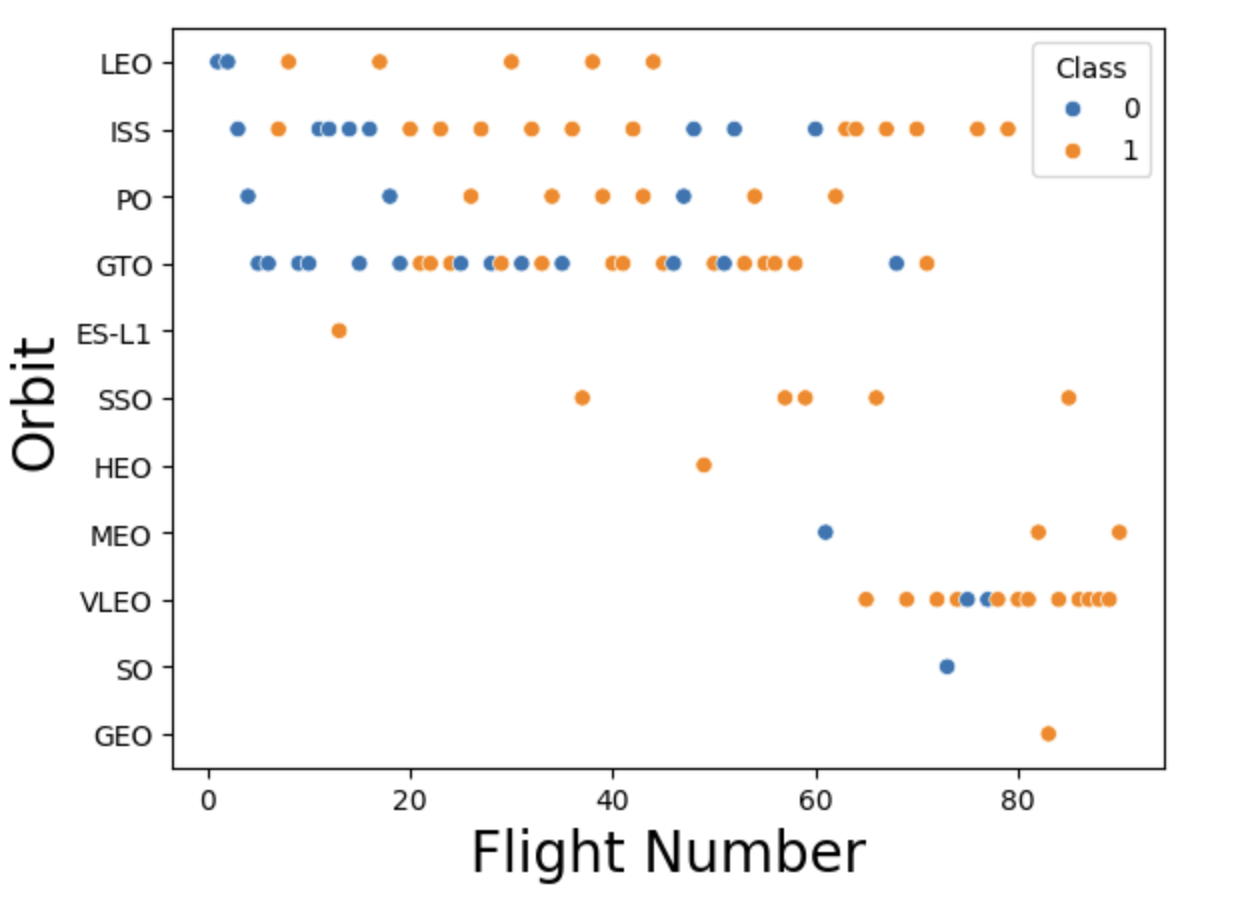 LEO
ISS
PO
GTO
ES-L1
SSO
HEO
MEO
VLEO
SO
GEO
Orbit
Class
0
1
0 20 40 60 80
Flight Number